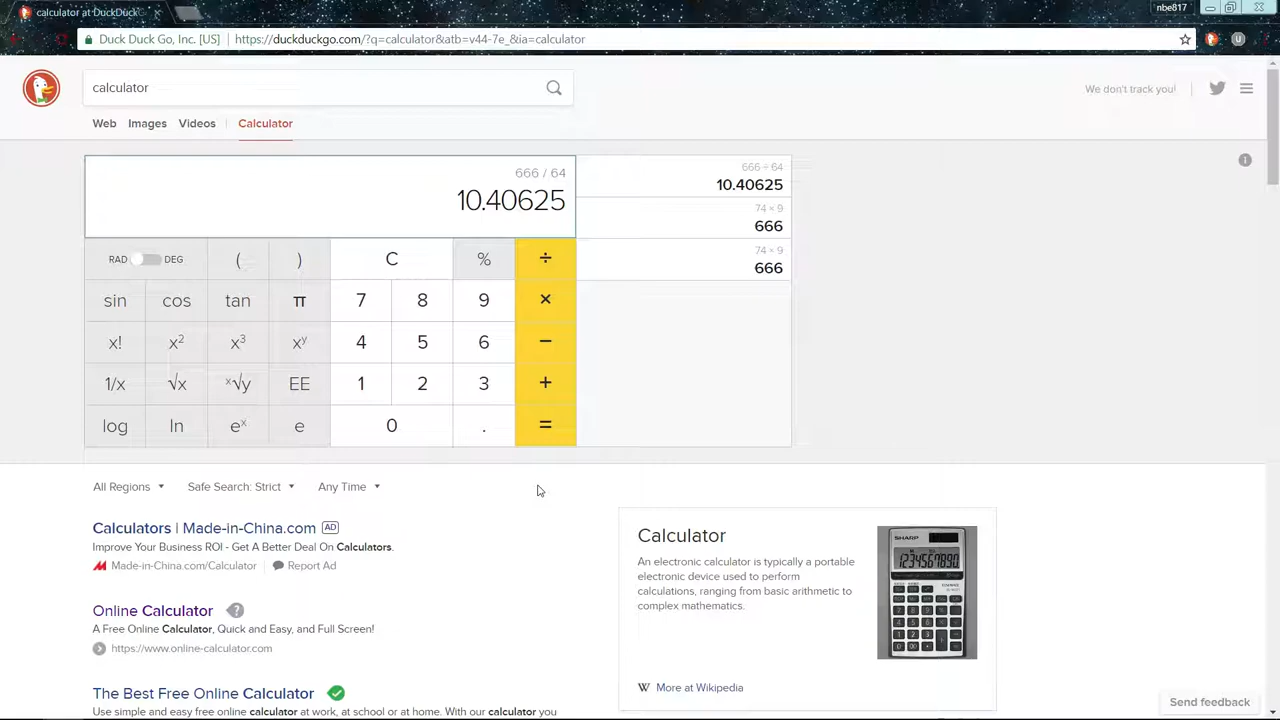 calculator at DuckDuckG
nbe817
Duck Duck Go, Inc. [US]
https://duckduckgo.com/?q=calculator&atb=v44-7e_&ia=calculator
U
calculator
We don't track you!
Web Images Videos Calculator
666 / 64
10.40625
666 ÷ 64
10.40625
74 × 9
666
74 × 9
666
RAD DEG ( ) C % ÷
sin cos tan π 7 8 9 ×
x! x² x³ xʸ 4 5 6 −
1/x √x ˣ√y EE 1 2 3 +
log ln eˣ e 0 . =
All Regions Safe Search: Strict Any Time
Calculators | Made-in-China.com AD
Improve Your Business ROI - Get A Better Deal On Calculators.
Made-in-China.com/Calculator Report Ad
Online Calculator ?
A Free Online Calculator, Quick and Easy, and Full Screen!
https://www.online-calculator.com
The Best Free Online Calculator
Use simple and easy free online calculator at work, at school or at home. With our calculator you
Calculator
An electronic calculator is typically a portable
electronic device used to perform
calculations, ranging from basic arithmetic to
complex mathematics.
SHARP
1234567890
W More at Wikipedia
Send feedback